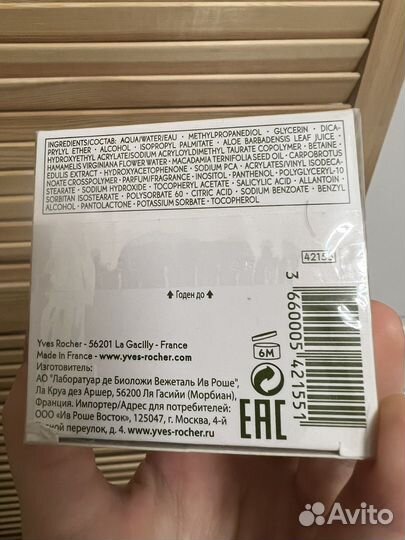 INGREDIENTS/СОСТАВ: AQUA/WATER/EAU • METHYLPROPANEDIOL • GLYCERIN • DICA-
PRYLYL ETHER • ALCOHOL • ISOPROPYL PALMITATE • ALOE BARBADENSIS LEAF JUICE •
HYDROXYETHYL ACRYLATE/SODIUM ACRYLOYLDIMETHYL TAURATE COPOLYMER • BETAINE •
HAMAMELIS VIRGINIANA FLOWER WATER • MACADAMIA TERNIFOLIA SEED OIL • CARPOBROTUS
EDULIS EXTRACT • HYDROXYACETOPHENONE • SODIUM PCA • ACRYLATES/VINYL ISODECA-
NOATE CROSSPOLYMER • PARFUM/FRAGRANCE • INOSITOL • PANTHENOL • POLYGLYCERYL-10
STEARATE • SODIUM HYDROXIDE • TOCOPHERYL ACETATE • SALICYLIC ACID • ALLANTOIN •
SORBITAN ISOSTEARATE • POLYSORBATE 60 • CITRIC ACID • SODIUM BENZOATE • BENZYL
ALCOHOL • PANTOLACTONE • POTASSIUM SORBATE • TOCOPHEROL
Годен до
Yves Rocher - 56201 La Gacilly - France
Made in France - www.yves-rocher.com
6M
Изготовитель:
АО "Лаборатуар де Биоложи Вежеталь Ив Роше",
Ла Круа дез Аршер, 56200 Ля Гасийи (Морбиан),
Франция. Импортер/Адрес для потребителей:
ООО «Ив Роше Восток», 125047, г. Москва, 4-й
переулок, д. 4. www.yves-rocher.ru
EAC
3 660005 421551
Avito